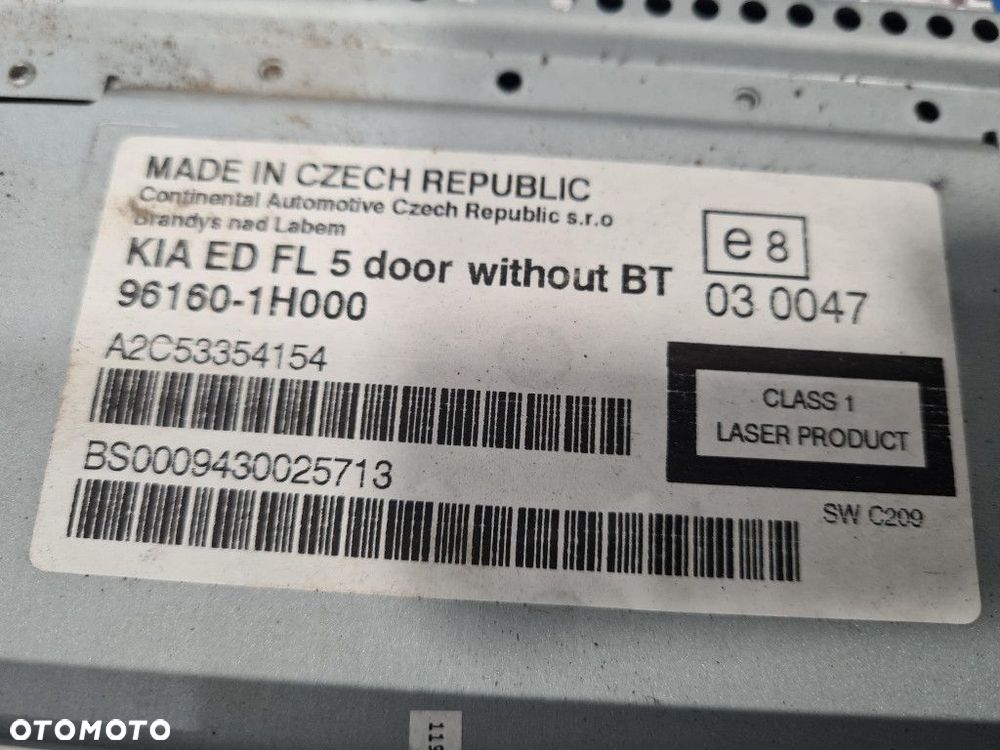 MADE IN CZECH REPUBLIC
Continental Automotive Czech Republic s.r.o
Brandys nad Labem
KIA ED FL 5 door without BT
96160-1H000
e 8
03 0047
A2C53354154
CLASS 1
LASER PRODUCT
BS0009430025713
SW C209
119
OTOMOTO